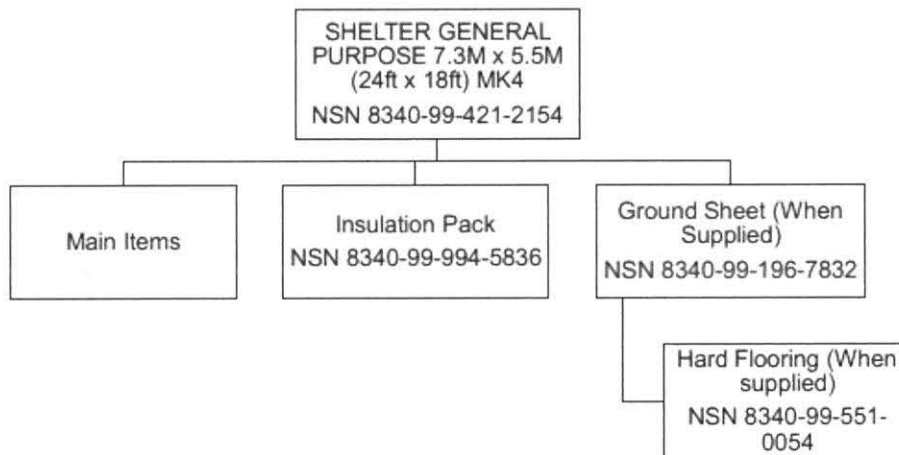 SHELTER GENERAL
PURPOSE 7.3M x 5.5M
(24ft x 18ft) MK4
NSN 8340-99-421-2154
Main Items
Insulation Pack
NSN 8340-99-994-5836
Ground Sheet (When
Supplied)
NSN 8340-99-196-7832
Hard Flooring (When
supplied)
NSN 8340-99-551-
0054